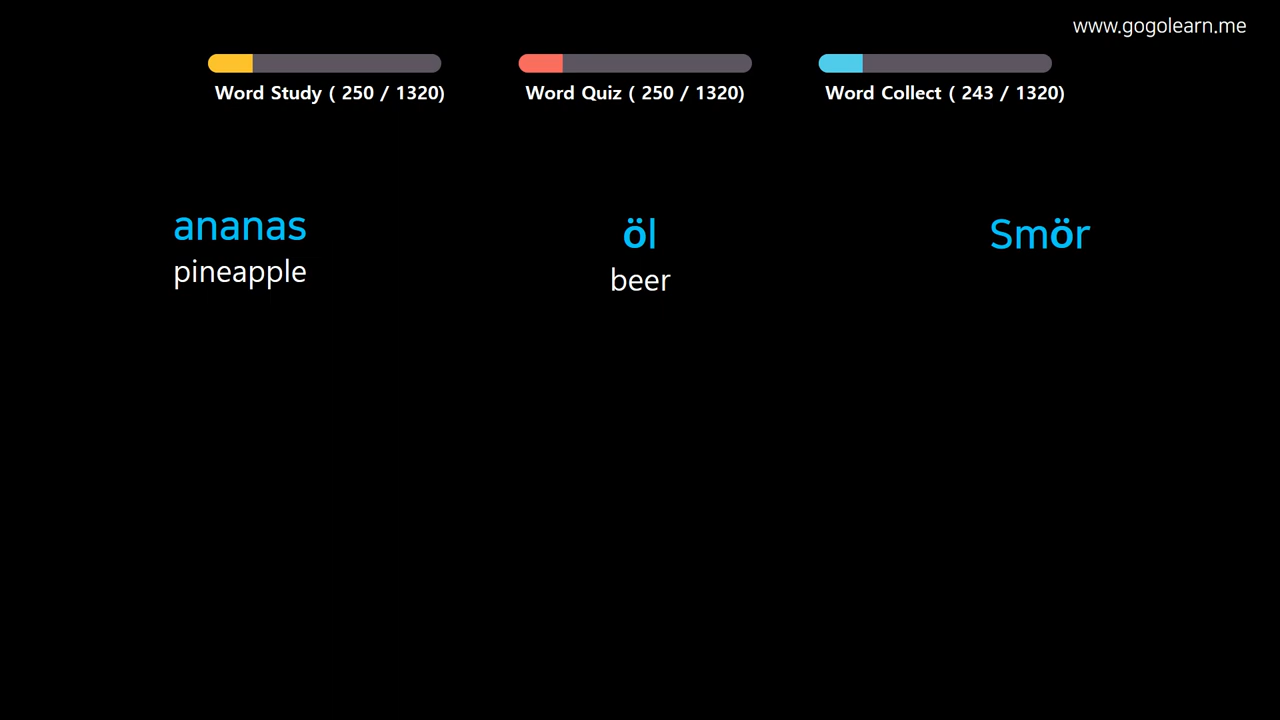 www.gogolearn.me
Word Study ( 250 / 1320)
Word Quiz ( 250 / 1320)
Word Collect ( 243 / 1320)
ananas
pineapple
öl
beer
Smör